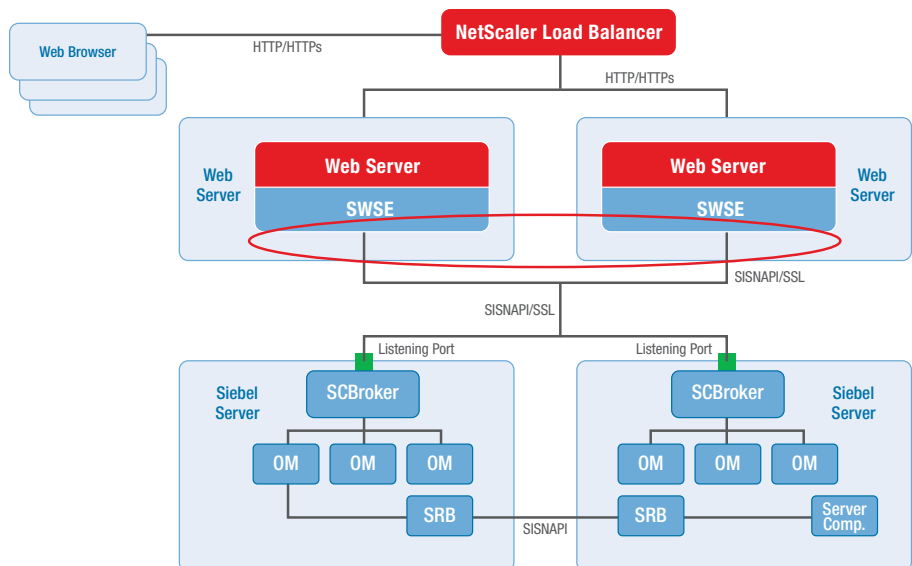 NetScaler Load Balancer
Web Browser
HTTP/HTTPs
HTTP/HTTPs
Web
Server
Web Server
SWSE
Web Server
SWSE
Web
Server
SISNAPI/SSL
SISNAPI/SSL
Listening Port
Listening Port
Siebel
Server
SCBroker
SCBroker
Siebel
Server
OM
OM
OM
OM
OM
OM
SRB
SRB
Server
Comp.
SISNAPI